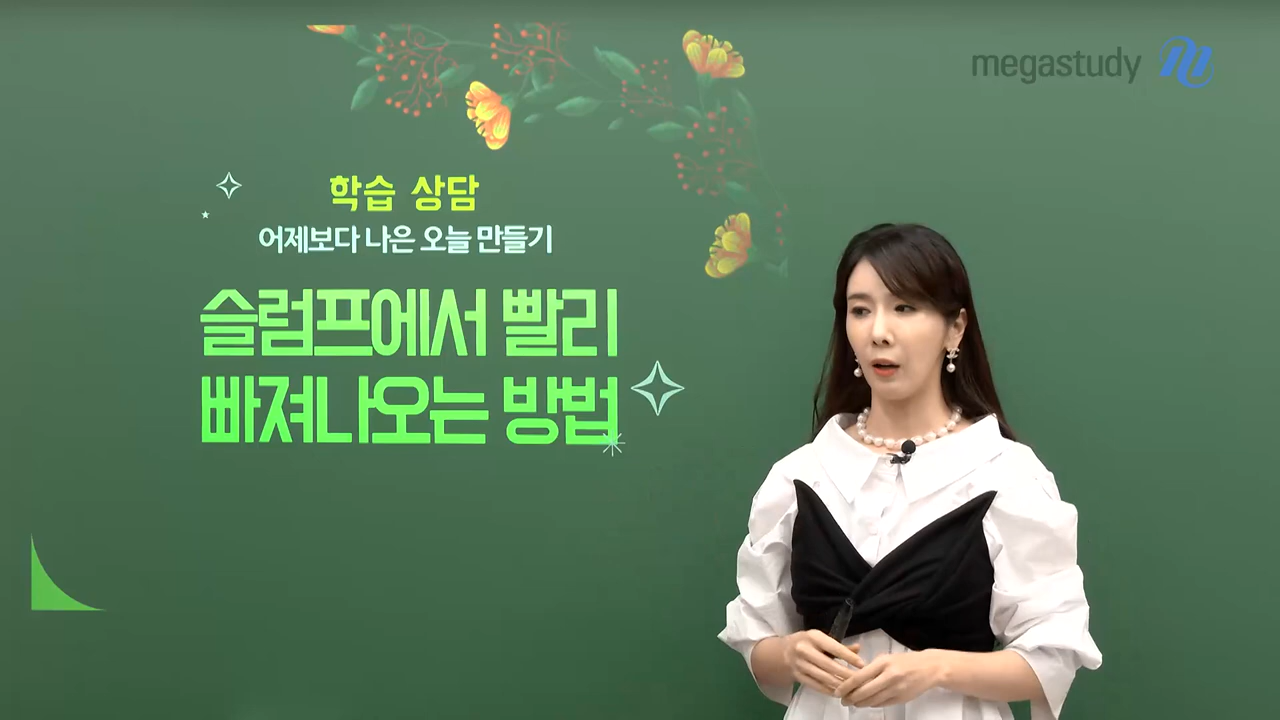 megastudy
학습 상담
어제보다 나은 오늘 만들기
슬럼프에서 빨리
빠져나오는 방법